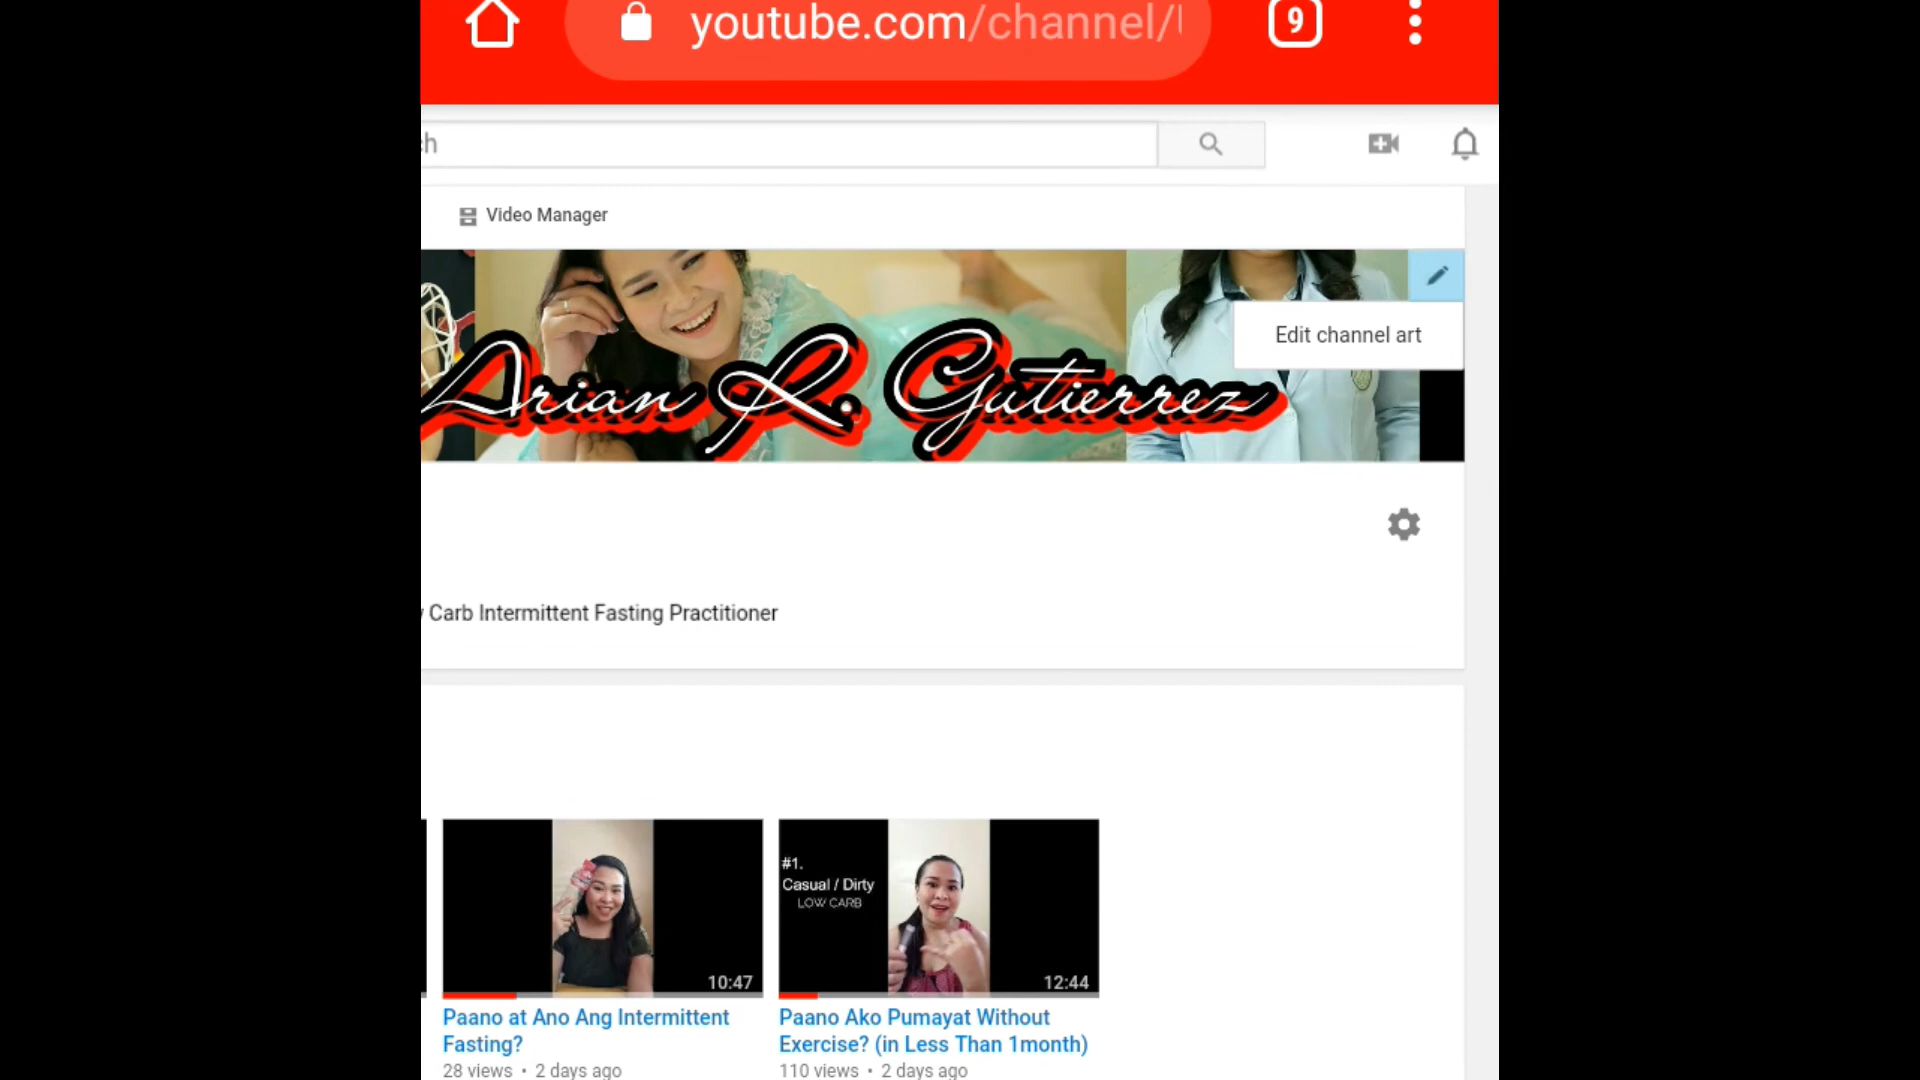 youtube.com/channel/
9
ch
Video Manager
Edit channel art
Arian R. Gutierrez
Carb Intermittent Fasting Practitioner
#1.
Casual / Dirty
LOW CARB
10:47
12:44
Paano at Ano Ang Intermittent
Fasting?
28 views • 2 days ago
Paano Ako Pumayat Without
Exercise? (in Less Than 1month)
110 views • 2 days ago